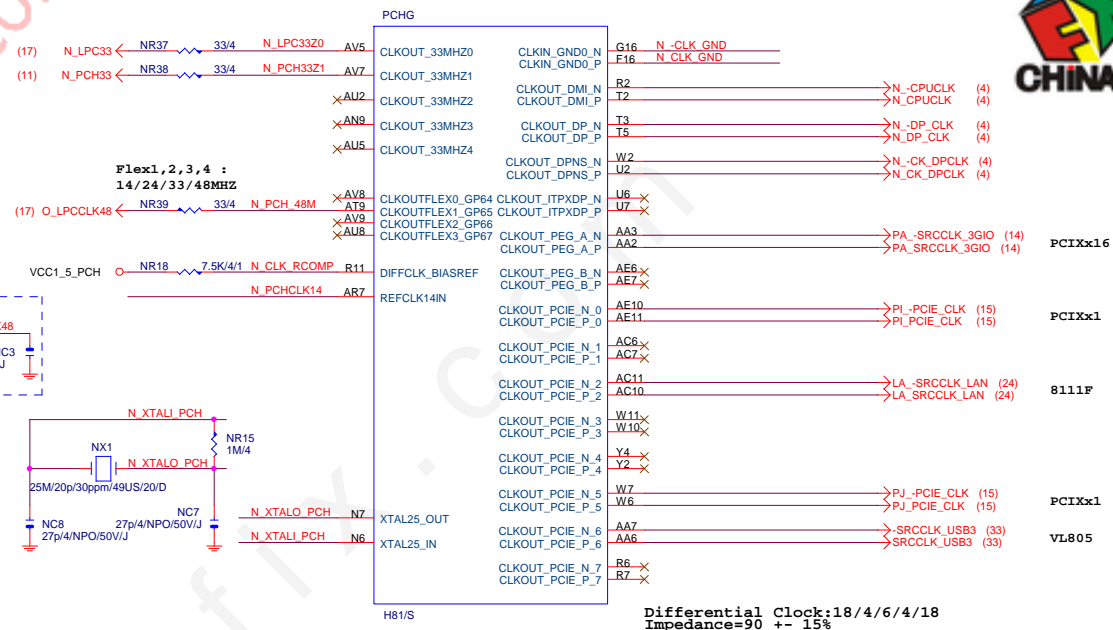 PCHG
(17) N_LPC33 NR37 33/4 N_LPC33Z0 AV5 CLKOUT_33MHZ0
(11) N_PCH33 NR38 33/4 N_PCH33Z1 AV7 CLKOUT_33MHZ1
AU2 CLKOUT_33MHZ2
AN9 CLKOUT_33MHZ3
AU5 CLKOUT_33MHZ4
Flex1,2,3,4 :
14/24/33/48MHZ
AV8 CLKOUTFLEX0_GP64
(17) O_LPCCLK48 NR39 33/4 N_PCH_48M AT9 CLKOUTFLEX1_GP65
AV9 CLKOUTFLEX2_GP66
AU8 CLKOUTFLEX3_GP67
VCC1_5_PCH NR18 7.5K/4/1 N_CLK_RCOMP R11 DIFFCLK_BIASREF
N_PCHCLK14 AR7 REFCLK14IN
K48
NC3
J
N_XTALI_PCH
NR15
1M/4
NX1
N_XTALO_PCH
25M/20p/30ppm/49US/20/D
NC8
27p/4/NPO/50V/J
NC7
27p/4/NPO/50V/J
N_XTALO_PCH N7 XTAL25_OUT
N_XTALI_PCH N6 XTAL25_IN
H81/S
CLKIN_GND0_N G16 N_-CLK_GND
CLKIN_GND0_P F16 N_CLK_GND
CLKOUT_DMI_N R2 N_-CPUCLK (4)
CLKOUT_DMI_P T2 N_CPUCLK (4)
CLKOUT_DP_N T3 N_-DP_CLK (4)
CLKOUT_DP_P T5 N_DP_CLK (4)
CLKOUT_DPNS_N W2 N_-CK_DPCLK (4)
CLKOUT_DPNS_P U2 N_CK_DPCLK (4)
CLKOUT_ITPXDP_N U6
CLKOUT_ITPXDP_P U7
CLKOUT_PEG_A_N AA3 PA_-SRCCLK_3GIO (14)
CLKOUT_PEG_A_P AA2 PA_SRCCLK_3GIO (14)
PCIXx16
CLKOUT_PEG_B_N AE6
CLKOUT_PEG_B_P AE7
CLKOUT_PCIE_N_0 AE10 PI_-PCIE_CLK (15)
CLKOUT_PCIE_P_0 AE11 PI_PCIE_CLK (15)
PCIXx1
CLKOUT_PCIE_N_1 AC6
CLKOUT_PCIE_P_1 AC7
CLKOUT_PCIE_N_2 AC11 LA_-SRCCLK_LAN (24)
CLKOUT_PCIE_P_2 AC10 LA_SRCCLK_LAN (24)
8111F
CLKOUT_PCIE_N_3 W11
CLKOUT_PCIE_P_3 W10
CLKOUT_PCIE_N_4 Y4
CLKOUT_PCIE_P_4 Y2
CLKOUT_PCIE_N_5 W7 PJ_-PCIE_CLK (15)
CLKOUT_PCIE_P_5 W6 PJ_PCIE_CLK (15)
PCIXx1
CLKOUT_PCIE_N_6 AA7 -SRCCLK_USB3 (33)
CLKOUT_PCIE_P_6 AA6 SRCCLK_USB3 (33)
VL805
CLKOUT_PCIE_N_7 R6
CLKOUT_PCIE_P_7 R7
Differential Clock:18/4/6/4/18
Impedance=90 +- 15%
CHINA
fix.com